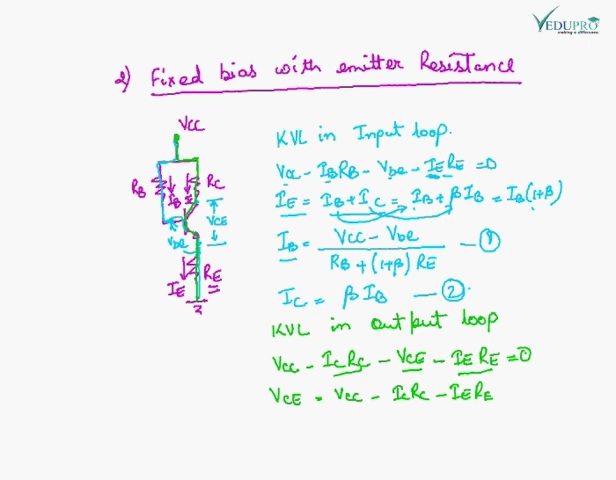 VEDUPRO
making a difference
2) Fixed bias with emitter Resistance
VCC
RB
IB
RC
VCE
Vbe
IE
RE
KVL in Input loop.
Vcc - IBRB - Vbe - IERE = 0
IE = IB + IC = IB + βIB = IB(1+β)
IB = VCC - Vbe / RB + (1+β) RE — ①
IC = βIB — ②.
KVL in output loop
Vcc - ICRC - VCE - IERE = 0
VCE = Vcc - ICRC - IERE